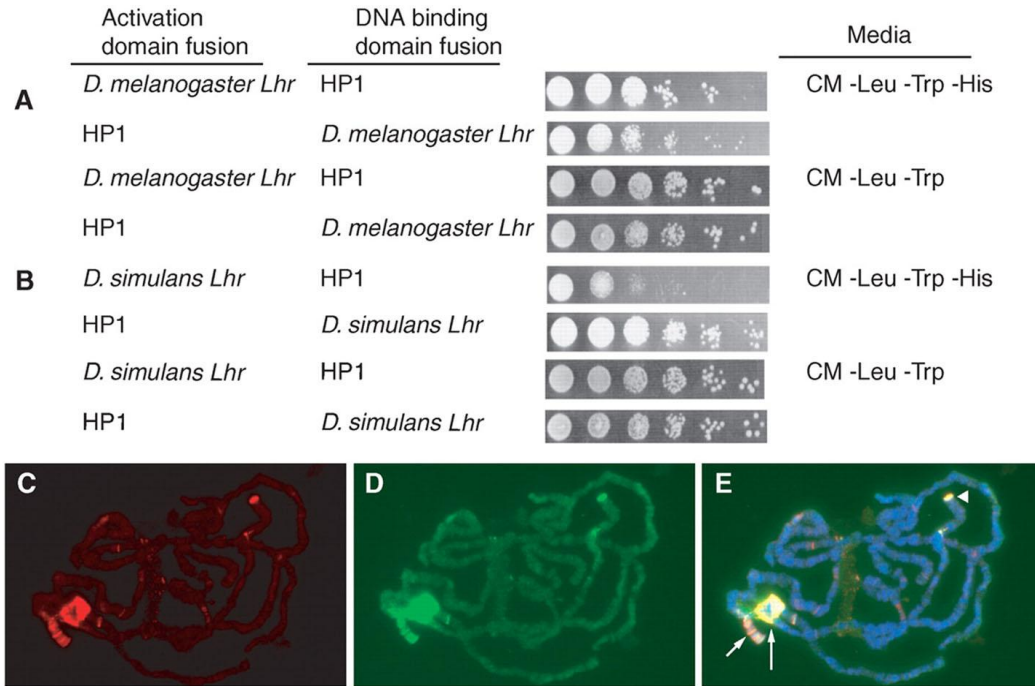 Activation domain fusion
DNA binding domain fusion
Media
A
D. melanogaster Lhr HP1 CM -Leu -Trp -His
HP1 D. melanogaster Lhr
D. melanogaster Lhr HP1 CM -Leu -Trp
HP1 D. melanogaster Lhr
B
D. simulans Lhr HP1 CM -Leu -Trp -His
HP1 D. simulans Lhr
D. simulans Lhr HP1 CM -Leu -Trp
HP1 D. simulans Lhr
C D E